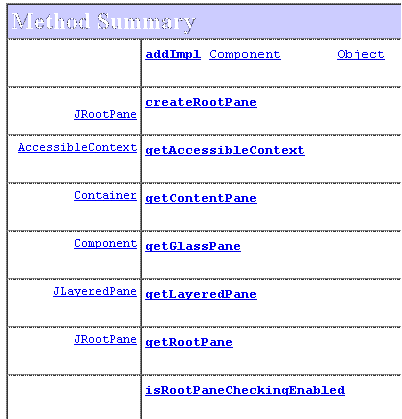 Method Summary
addImpl Component Object
createRootPane
JRootPane
AccessibleContext getAccessibleContext
Container getContentPane
Component getGlassPane
JLayeredPane getLayeredPane
JRootPane getRootPane
isRootPaneCheckingEnabled